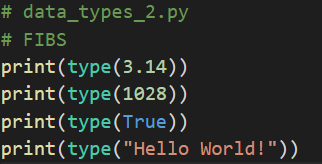 # data_types_2.py
# FIBS
print(type(3.14))
print(type(1028))
print(type(True))
print(type("Hello World!"))